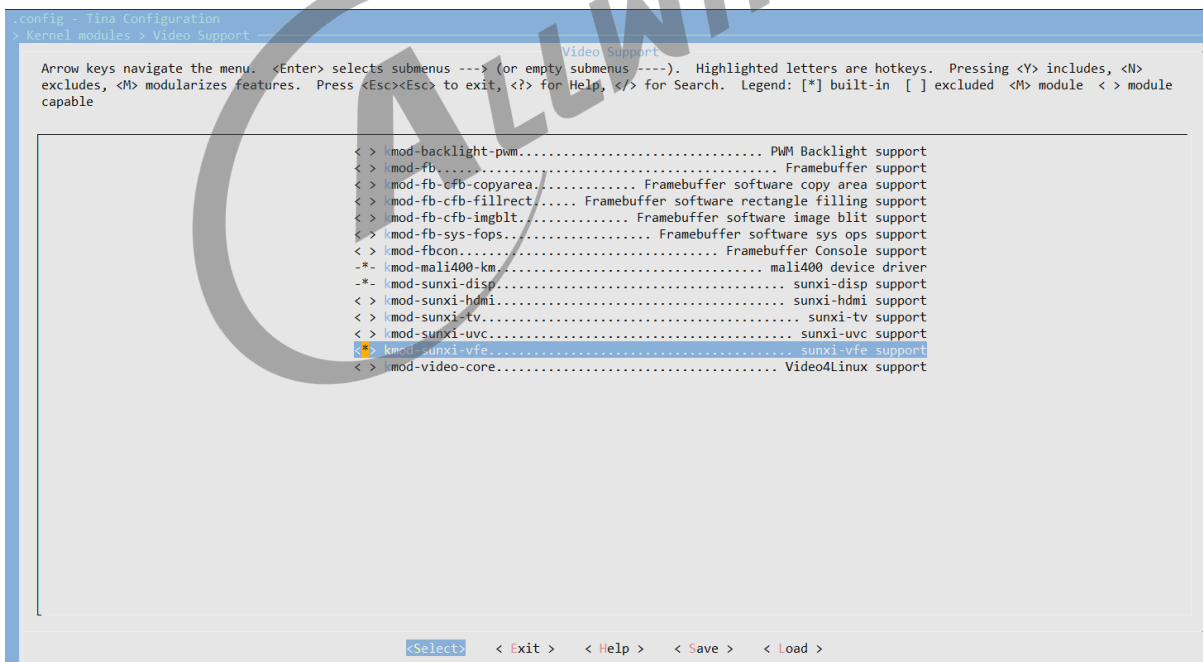 .config - Tina Configuration
> Kernel modules > Video Support
Video Support
Arrow keys navigate the menu. <Enter> selects submenus ---> (or empty submenus ----). Highlighted letters are hotkeys. Pressing <Y> includes, <N>
excludes, <M> modularizes features. Press <Esc><Esc> to exit, <?> for Help, </> for Search. Legend: [*] built-in [ ] excluded <M> module < > module
capable
< > kmod-backlight-pwm................................. PWM Backlight support
< > kmod-fb.............................................. Framebuffer support
< > kmod-fb-cfb-copyarea............. Framebuffer software copy area support
< > kmod-fb-cfb-fillrect...... Framebuffer software rectangle filling support
< > kmod-fb-cfb-imgblt............... Framebuffer software image blit support
< > kmod-fb-sys-fops.................... Framebuffer software sys ops support
< > kmod-fbcon................................... Framebuffer Console support
-*- kmod-mali400-km.................................... mali400 device driver
-*- kmod-sunxi-disp....................................... sunxi-disp support
< > kmod-sunxi-hdmi....................................... sunxi-hdmi support
< > kmod-sunxi-tv........................................... sunxi-tv support
< > kmod-sunxi-uvc......................................... sunxi-uvc support
<*> kmod-sunxi-vfe......................................... sunxi-vfe support
< > kmod-video-core...................................... Video4Linux support
<Select> < Exit > < Help > < Save > < Load >
ALLWIN